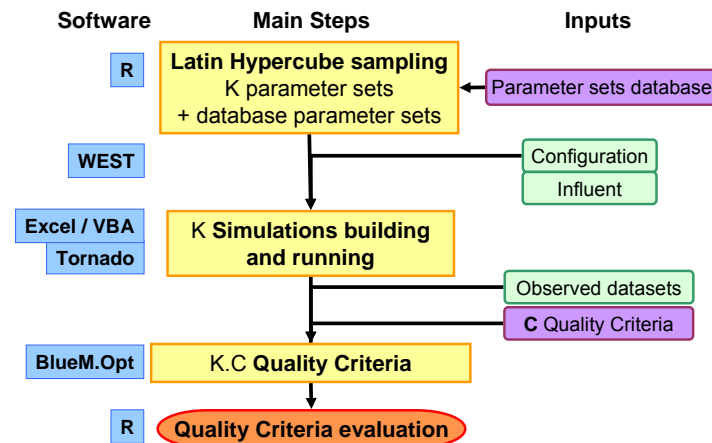 Software Main Steps Inputs
R
Latin Hypercube sampling
K parameter sets
+ database parameter sets
Parameter sets database
WEST
Configuration
Influent
Excel / VBA
Tornado
K Simulations building
and running
Observed datasets
C Quality Criteria
BlueM.Opt
K.C Quality Criteria
R
Quality Criteria evaluation